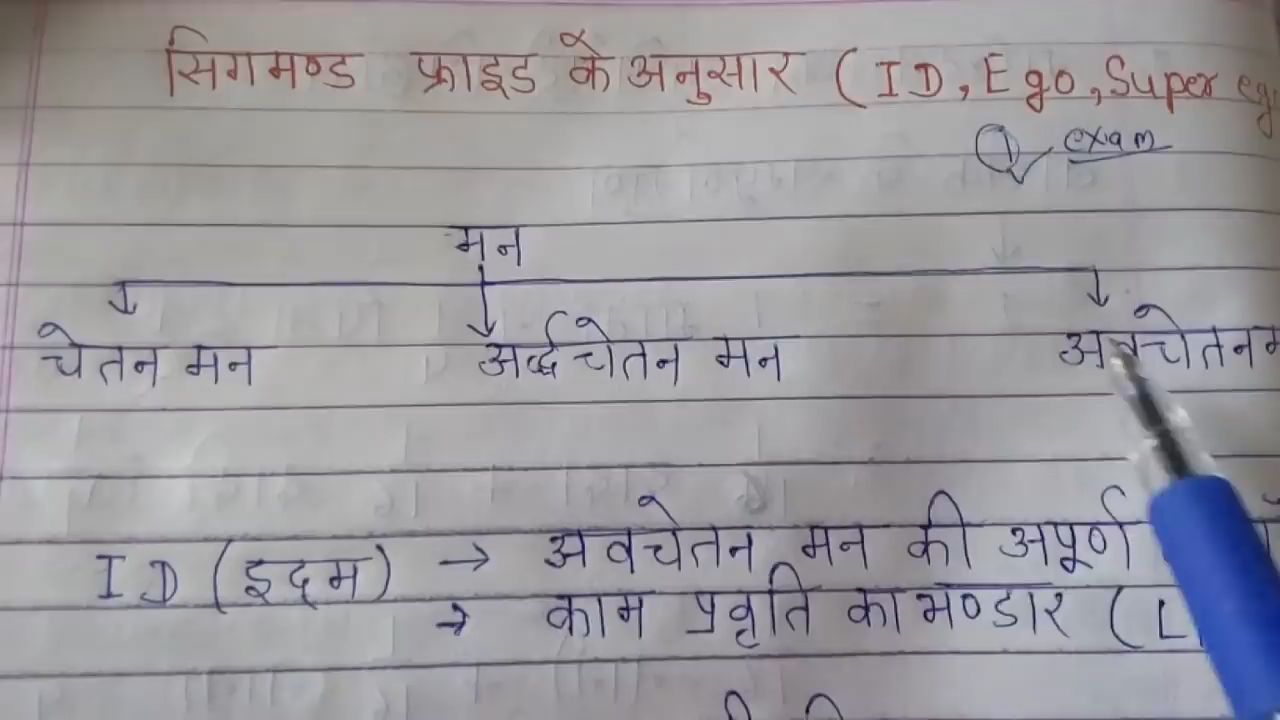 सिगमण्ड फ्राइड के अनुसार (ID, Ego, Super eg
Q exam
मन
चेतन मन अर्द्धचेतन मन अवचेतन
ID (इदम) → अवचेतन मन की अपूर्ण
→ काम प्रवृति का भण्डार (L